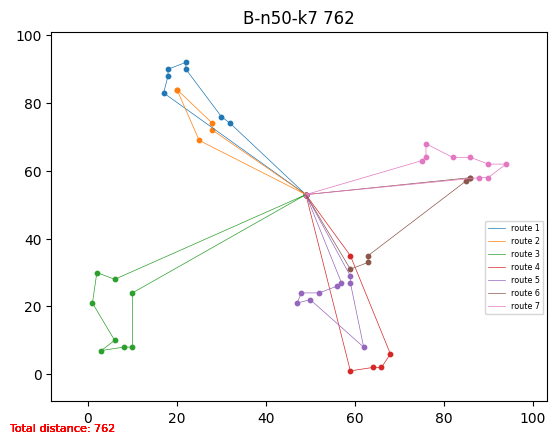 B-n50-k7 762
100
80
60
40
20
0
0 20 40 60 80 100
route 1
route 2
route 3
route 4
route 5
route 6
route 7
Total distance: 762